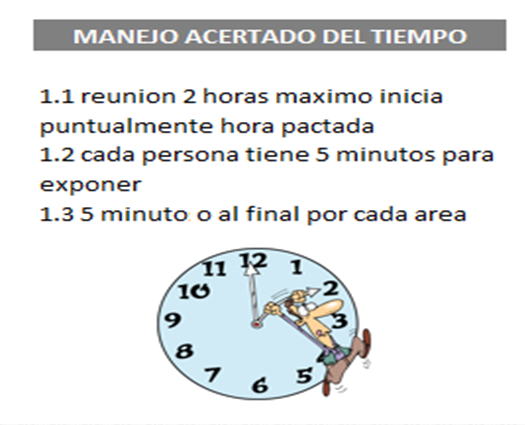 MANEJO ACERTADO DEL TIEMPO
1.1 reunion 2 horas maximo inicia
puntualmente hora pactada
1.2 cada persona tiene 5 minutos para
exponer
1.3 5 minuto o al final por cada area
11 12 1
10 2
9 3
8
7 6 5